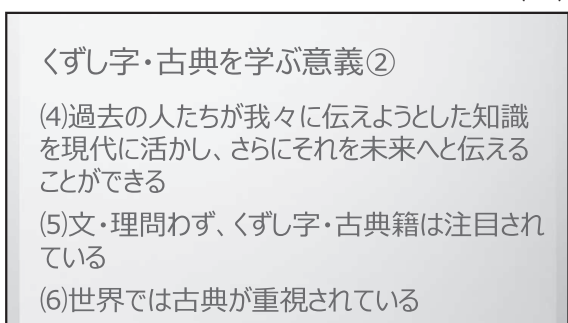 くずし字・古典を学ぶ意義②
⑷過去の人たちが我々に伝えようとした知識
を現代に活かし、さらにそれを未来へと伝える
ことができる
⑸文・理問わず、くずし字・古典籍は注目され
ている
⑹世界では古典が重視されている